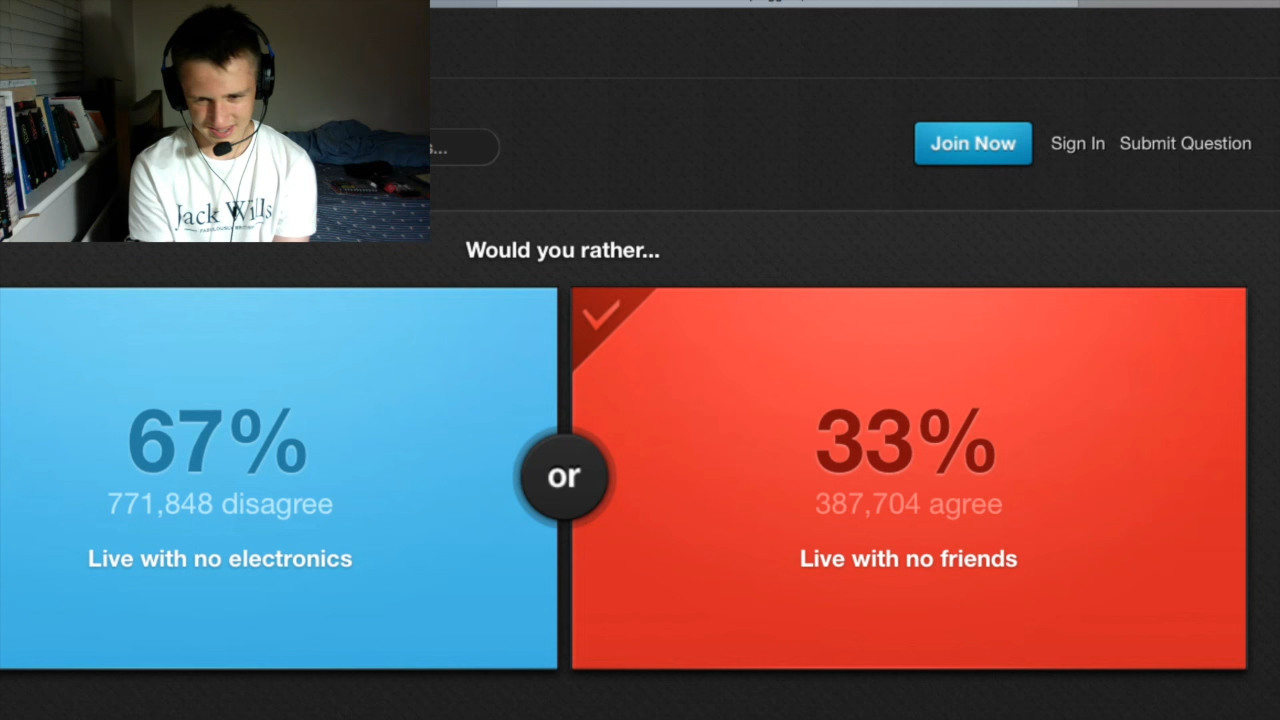 s...
Join Now
Sign In
Submit Question
Jack Wills
Would you rather...
67%
771,848 disagree
Live with no electronics
or
33%
387,704 agree
Live with no friends